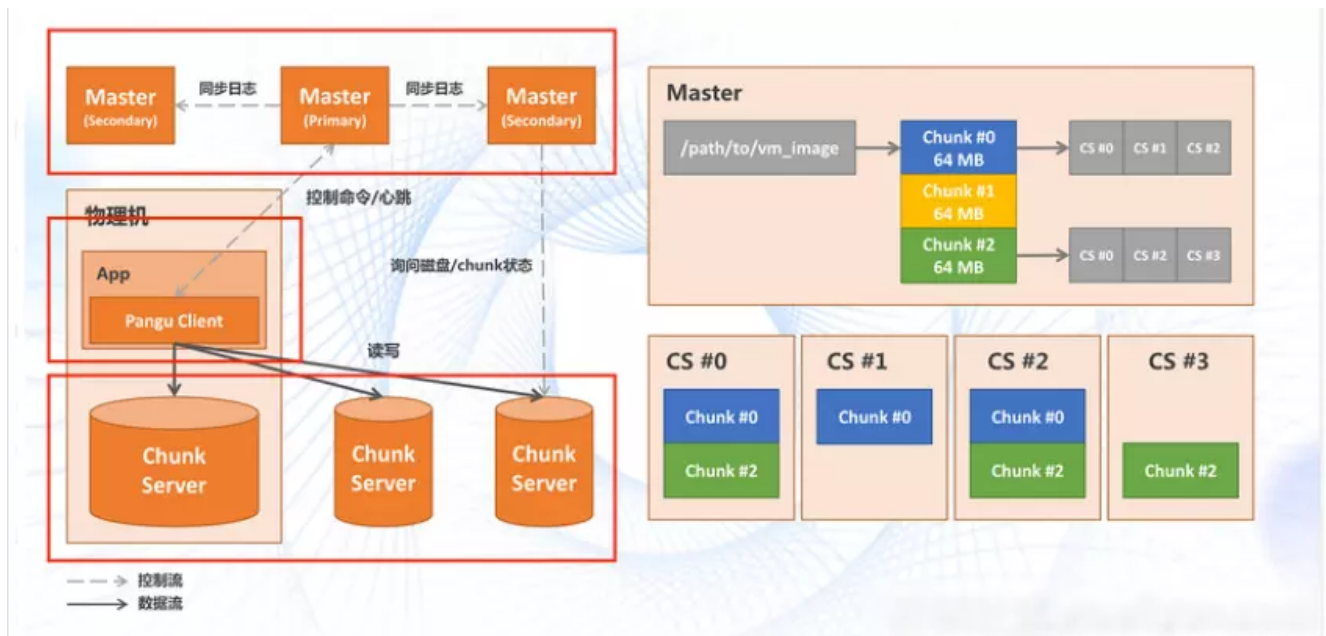 Master
(Secondary)
同步日志
Master
(Primary)
同步日志
Master
(Secondary)
控制命令/心跳
物理机
询问磁盘/chunk状态
App
Pangu Client
读写
Chunk
Server
Chunk
Server
Chunk
Server
控制流
数据流
Master
/path/to/vm_image
Chunk #0
64 MB
CS #0
CS #1
CS #2
Chunk #1
64 MB
Chunk #2
64 MB
CS #0
CS #2
CS #3
CS #0
Chunk #0
Chunk #2
CS #1
Chunk #0
CS #2
Chunk #0
Chunk #2
CS #3
Chunk #2